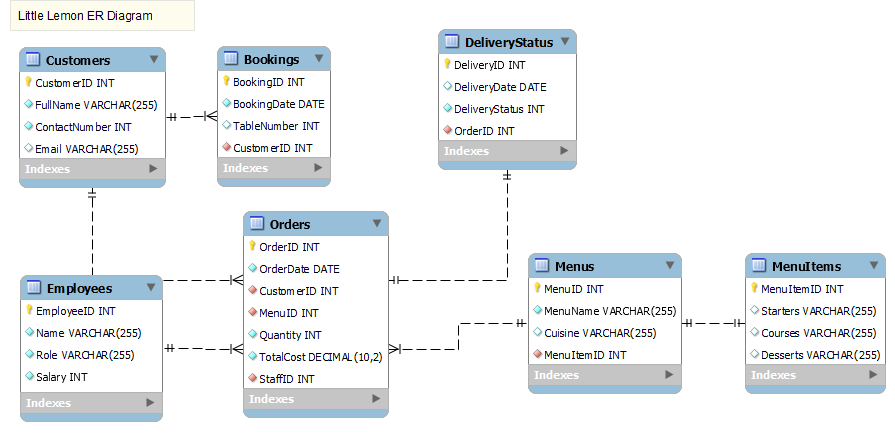 Little Lemon ER Diagram
Customers
CustomerID INT
FullName VARCHAR(255)
ContactNumber INT
Email VARCHAR(255)
Indexes
Bookings
BookingID INT
BookingDate DATE
TableNumber INT
CustomerID INT
Indexes
DeliveryStatus
DeliveryID INT
DeliveryDate DATE
DeliveryStatus INT
OrderID INT
Indexes
Employees
EmployeeID INT
Name VARCHAR(255)
Role VARCHAR(255)
Salary INT
Indexes
Orders
OrderID INT
OrderDate DATE
CustomerID INT
MenuID INT
Quantity INT
TotalCost DECIMAL(10,2)
StaffID INT
Indexes
Menus
MenuID INT
MenuName VARCHAR(255)
Cuisine VARCHAR(255)
MenuItemID INT
Indexes
MenuItems
MenuItemID INT
Starters VARCHAR(255)
Courses VARCHAR(255)
Desserts VARCHAR(255)
Indexes